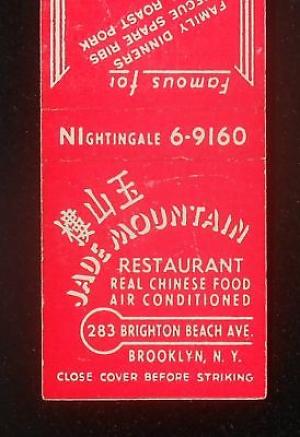 Famous for
FAMILY DINNERS
ECUE SPARE RIBS
ROAST PORK
NIGHTINGALE 6-9160
玉山樓
JADE MOUNTAIN
RESTAURANT
REAL CHINESE FOOD
AIR CONDITIONED
283 BRIGHTON BEACH AVE.
BROOKLYN, N. Y.
CLOSE COVER BEFORE STRIKING